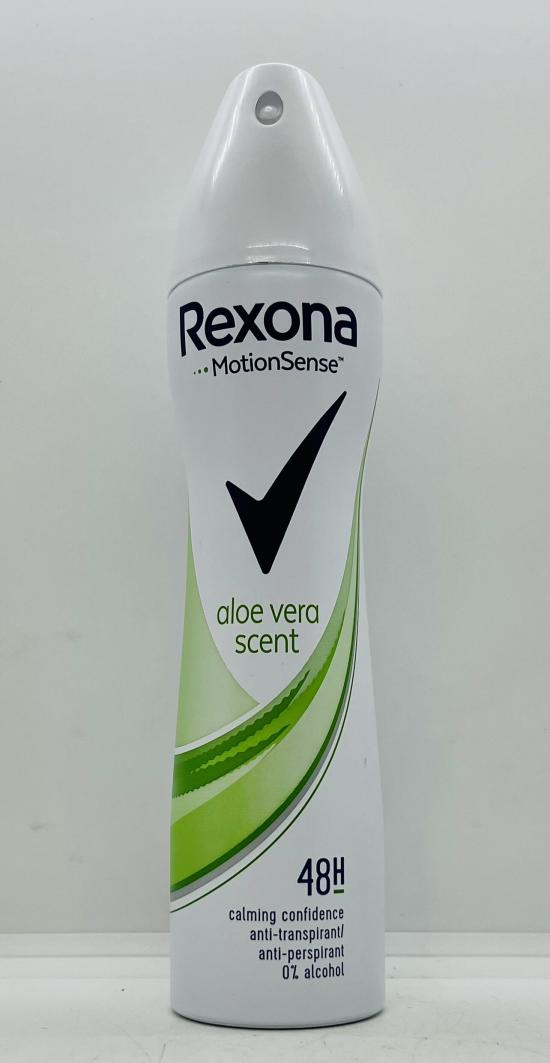 Rexona
...MotionSense™
aloe vera
scent
48H
calming confidence
anti-transpirant/
anti-perspirant
0% alcohol